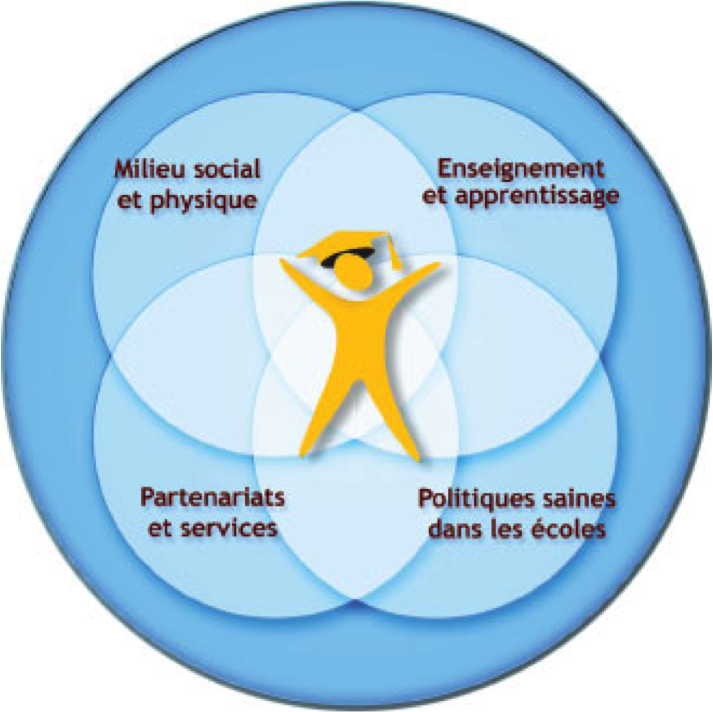 Milieu social
et physique
Enseignement
et apprentissage
Partenariats
et services
Politiques saines
dans les écoles